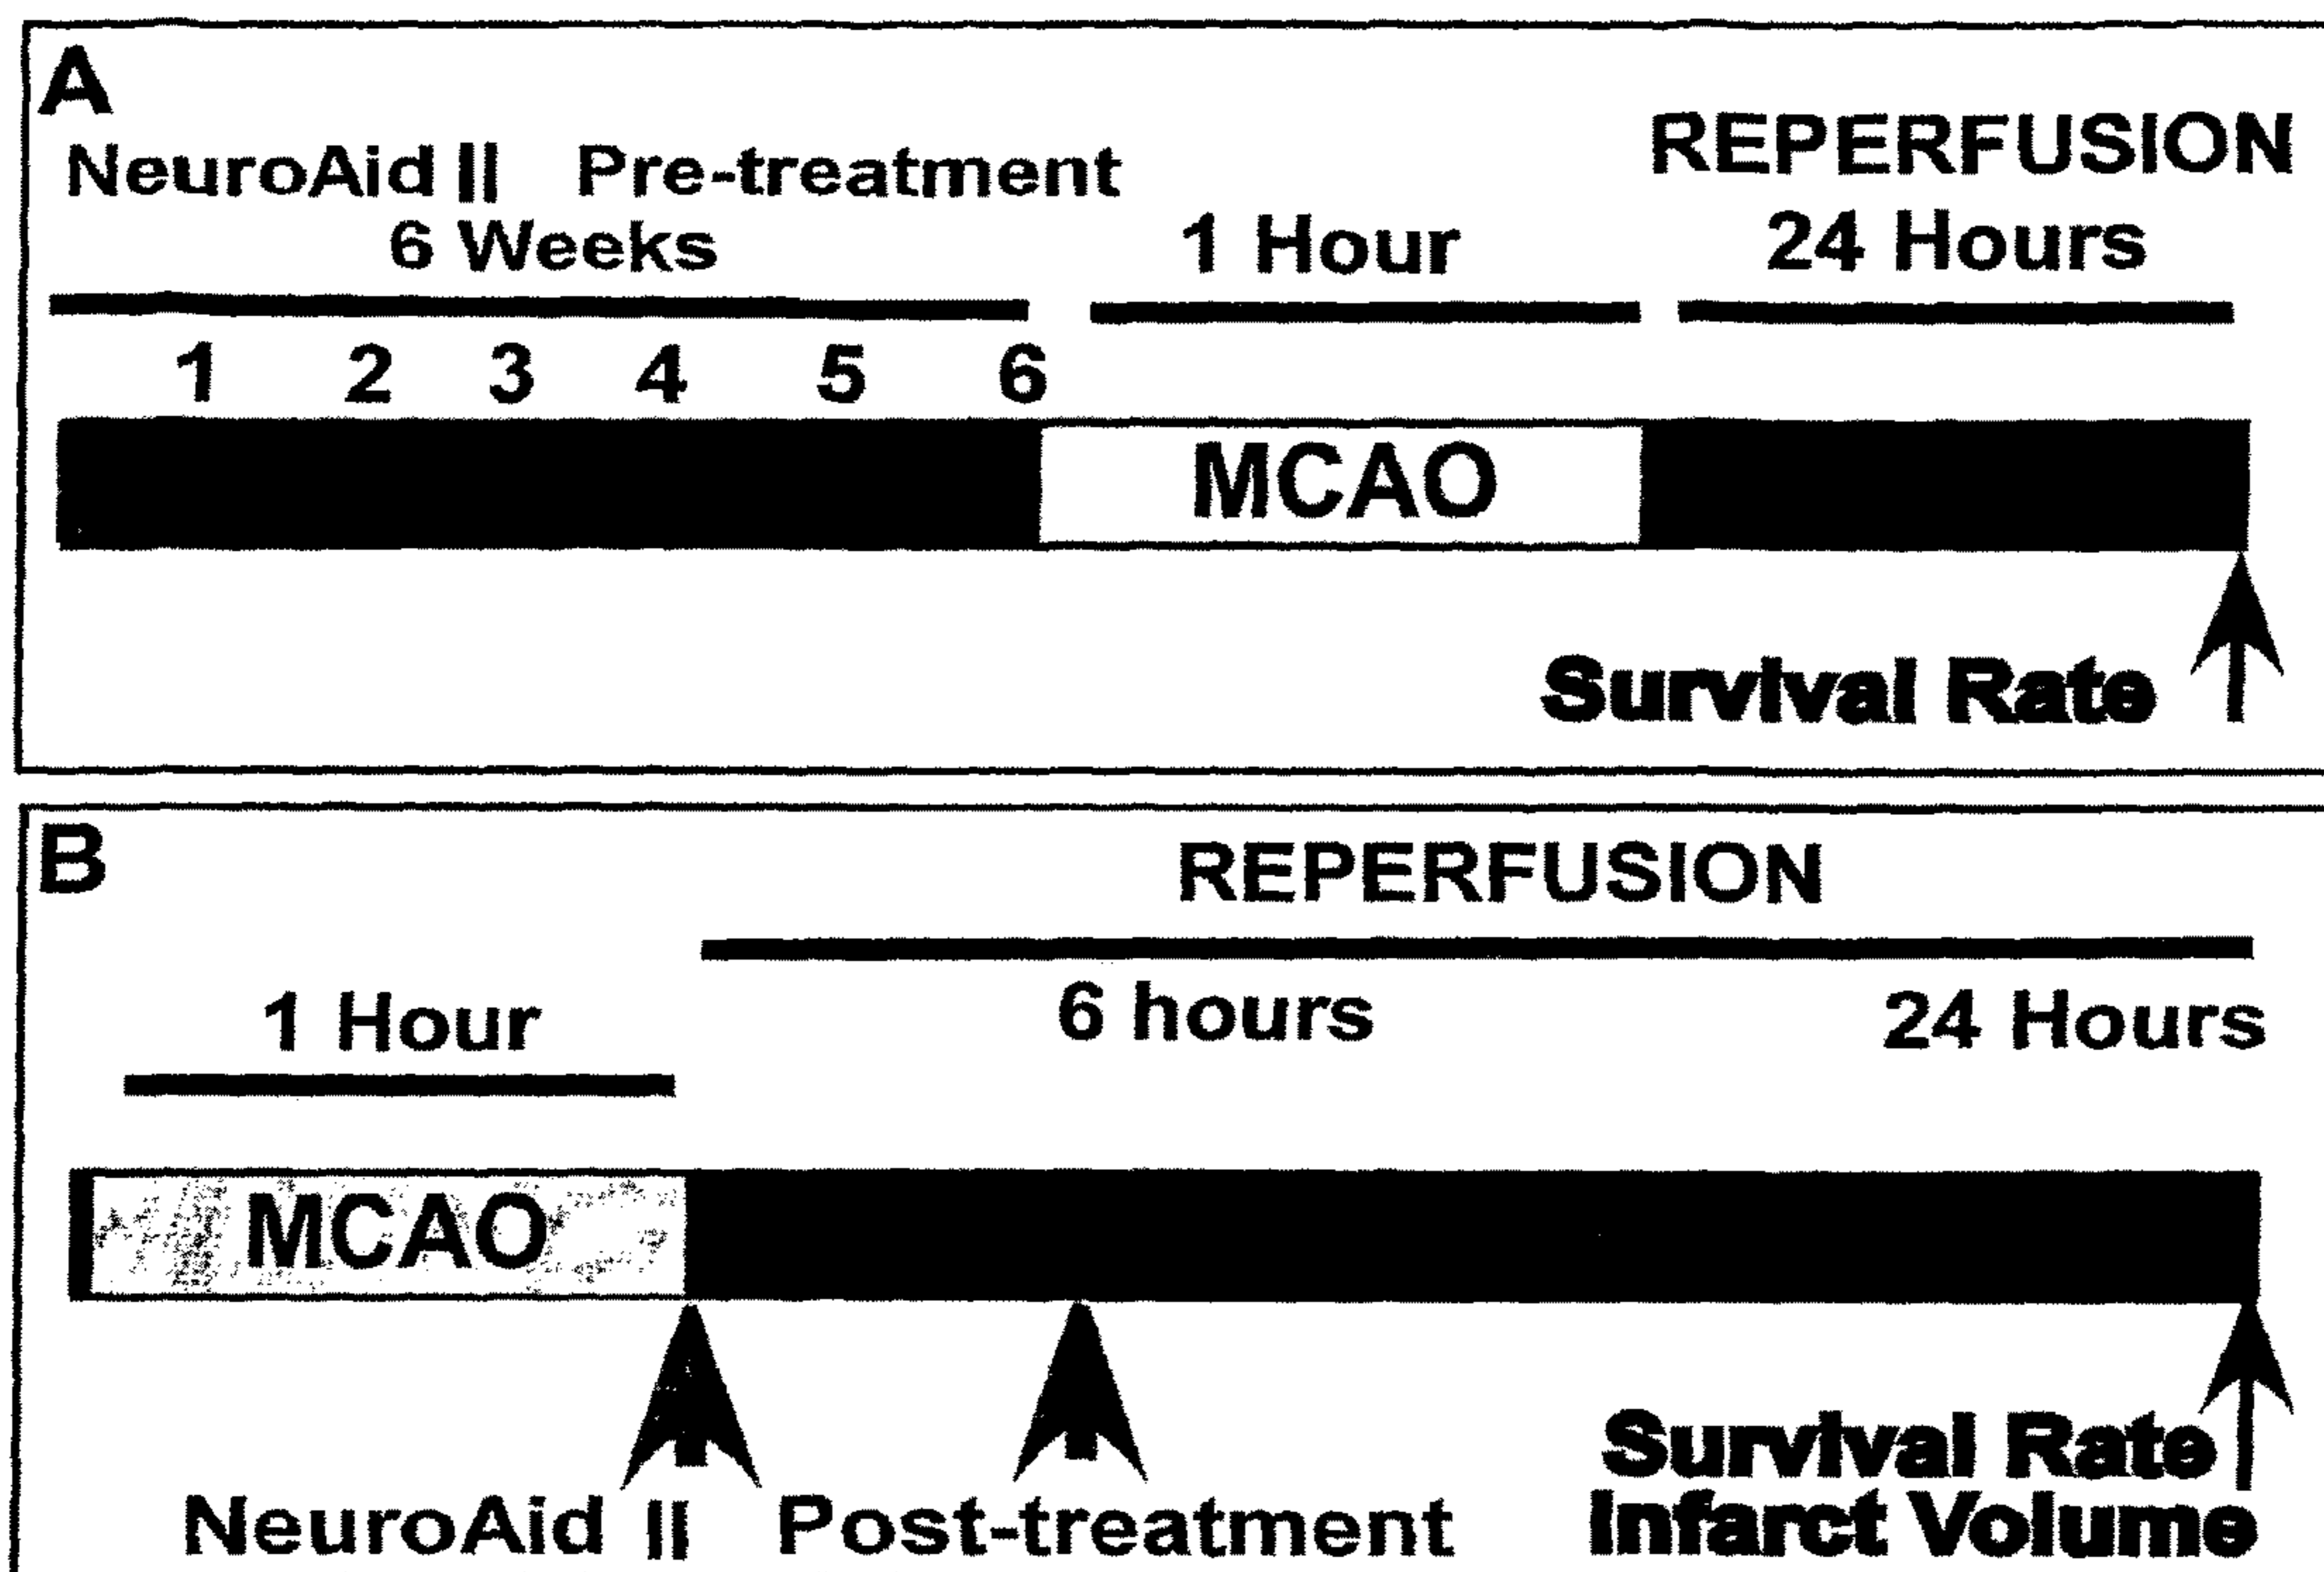 A
NeuroAid II Pre-treatment
6 Weeks
1 Hour
REPERFUSION
24 Hours
1 2 3 4 5 6
MCAO
Survival Rate
B
REPERFUSION
1 Hour
6 hours
24 Hours
MCAO
NeuroAid II Post-treatment
Survival Rate
Infarct Volume